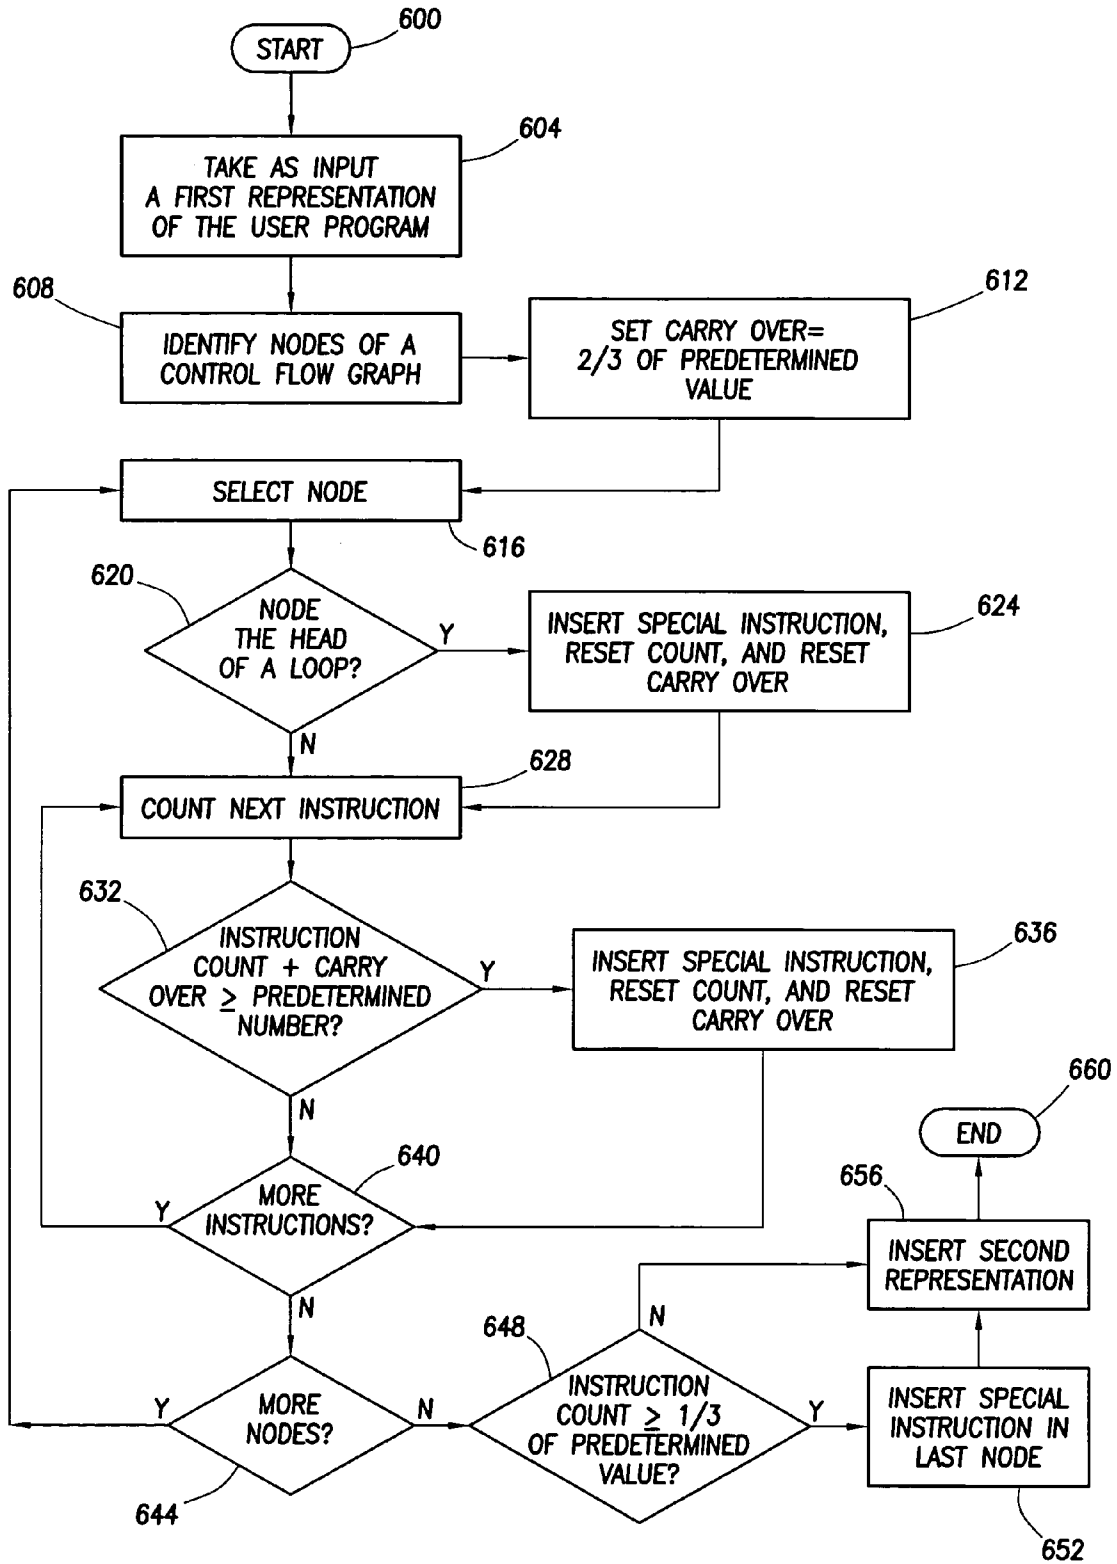 START
600
TAKE AS INPUT
A FIRST REPRESENTATION
OF THE USER PROGRAM
604
608
IDENTIFY NODES OF A
CONTROL FLOW GRAPH
612
SET CARRY OVER=
2/3 OF PREDETERMINED
VALUE
SELECT NODE
616
620
NODE
THE HEAD
OF A LOOP?
Y
N
624
INSERT SPECIAL INSTRUCTION,
RESET COUNT, AND RESET
CARRY OVER
628
COUNT NEXT INSTRUCTION
632
INSTRUCTION
COUNT + CARRY
OVER ≥ PREDETERMINED
NUMBER?
Y
N
636
INSERT SPECIAL INSTRUCTION,
RESET COUNT, AND RESET
CARRY OVER
640
MORE
INSTRUCTIONS?
Y
N
644
MORE
NODES?
Y
N
648
INSTRUCTION
COUNT ≥ 1/3
OF PREDETERMINED
VALUE?
N
Y
660
END
656
INSERT SECOND
REPRESENTATION
INSERT SPECIAL
INSTRUCTION IN
LAST NODE
652